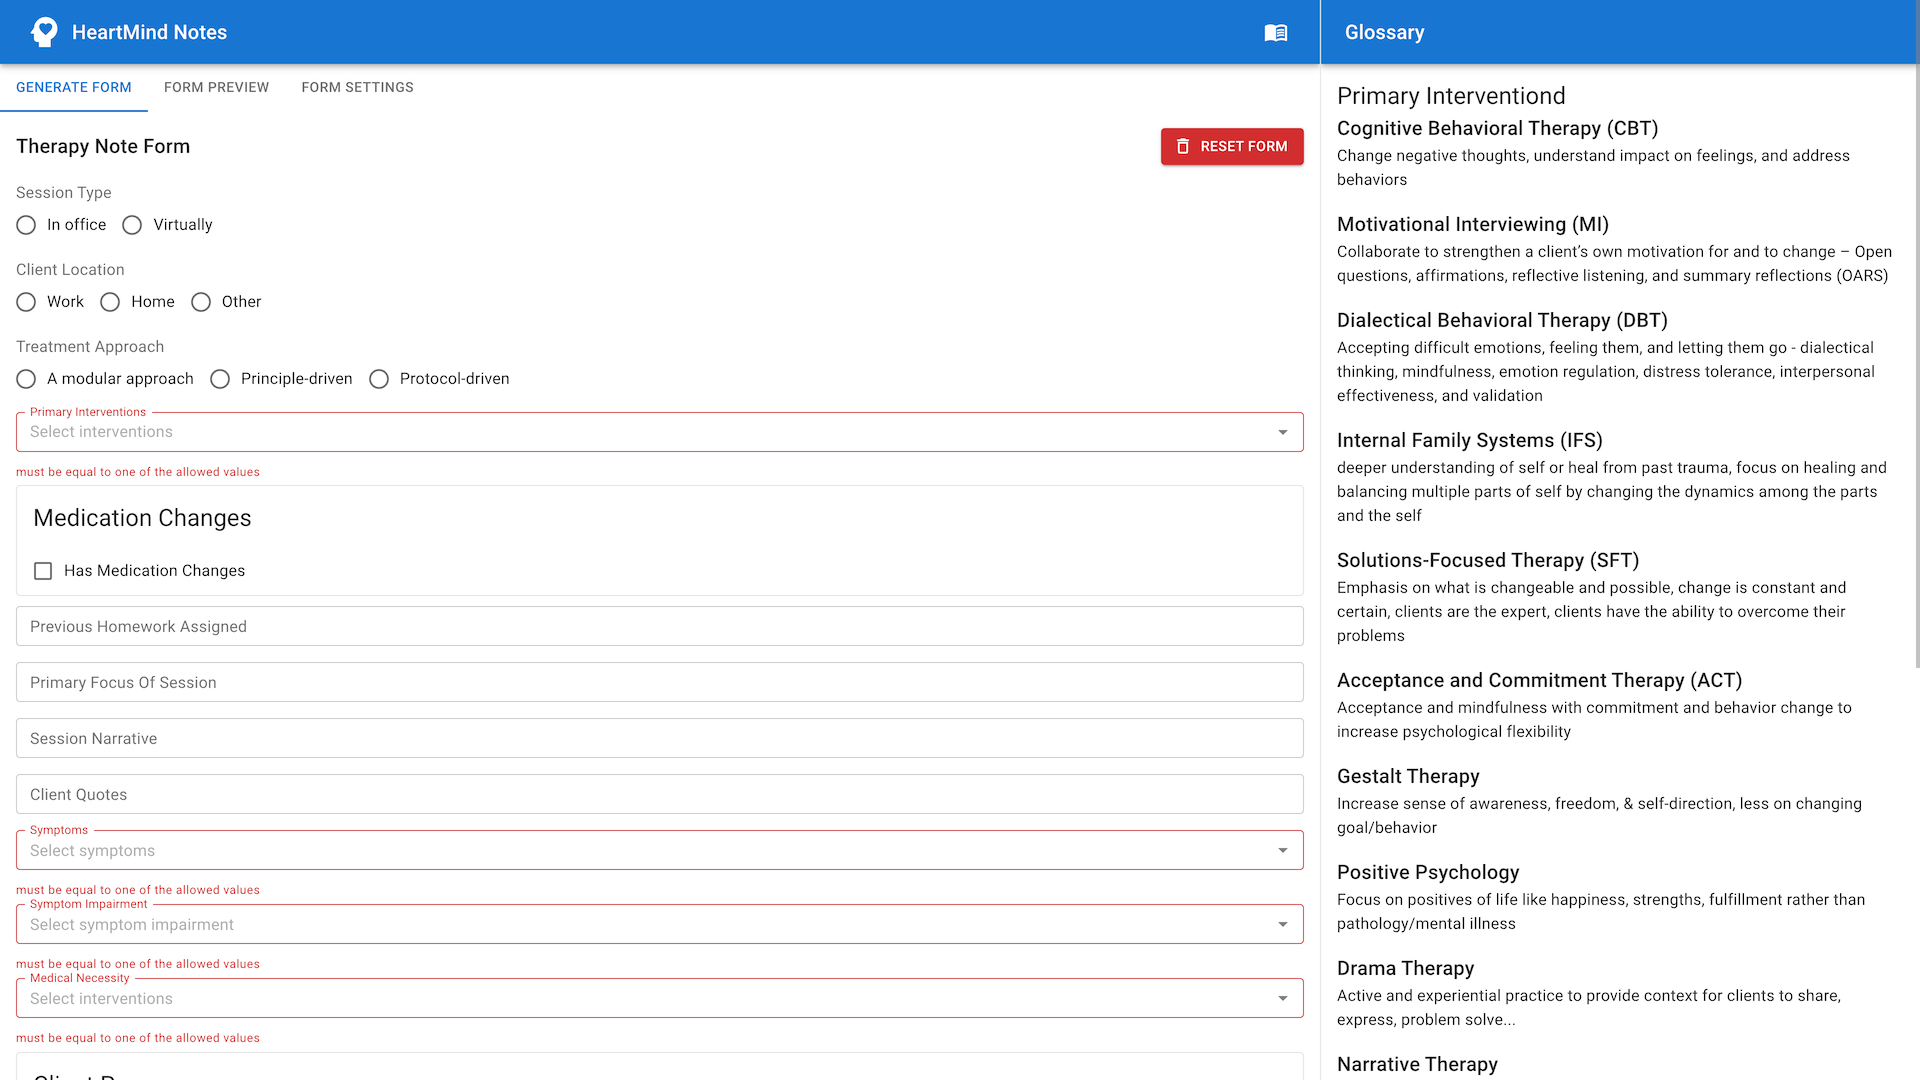 HeartMind Notes
GENERATE FORM FORM PREVIEW FORM SETTINGS
Therapy Note Form
RESET FORM
Session Type
In office Virtually
Client Location
Work Home Other
Treatment Approach
A modular approach Principle-driven Protocol-driven
Primary Interventions
Select interventions
must be equal to one of the allowed values
Medication Changes
Has Medication Changes
Previous Homework Assigned
Primary Focus Of Session
Session Narrative
Client Quotes
Symptoms
Select symptoms
must be equal to one of the allowed values
Symptom Impairment
Select symptom impairment
must be equal to one of the allowed values
Medical Necessity
Select interventions
must be equal to one of the allowed values
Glossary
Primary Interventiond
Cognitive Behavioral Therapy (CBT)
Change negative thoughts, understand impact on feelings, and address
behaviors
Motivational Interviewing (MI)
Collaborate to strengthen a client’s own motivation for and to change – Open
questions, affirmations, reflective listening, and summary reflections (OARS)
Dialectical Behavioral Therapy (DBT)
Accepting difficult emotions, feeling them, and letting them go - dialectical
thinking, mindfulness, emotion regulation, distress tolerance, interpersonal
effectiveness, and validation
Internal Family Systems (IFS)
deeper understanding of self or heal from past trauma, focus on healing and
balancing multiple parts of self by changing the dynamics among the parts
and the self
Solutions-Focused Therapy (SFT)
Emphasis on what is changeable and possible, change is constant and
certain, clients are the expert, clients have the ability to overcome their
problems
Acceptance and Commitment Therapy (ACT)
Acceptance and mindfulness with commitment and behavior change to
increase psychological flexibility
Gestalt Therapy
Increase sense of awareness, freedom, & self-direction, less on changing
goal/behavior
Positive Psychology
Focus on positives of life like happiness, strengths, fulfillment rather than
pathology/mental illness
Drama Therapy
Active and experiential practice to provide context for clients to share,
express, problem solve...
Narrative Therapy